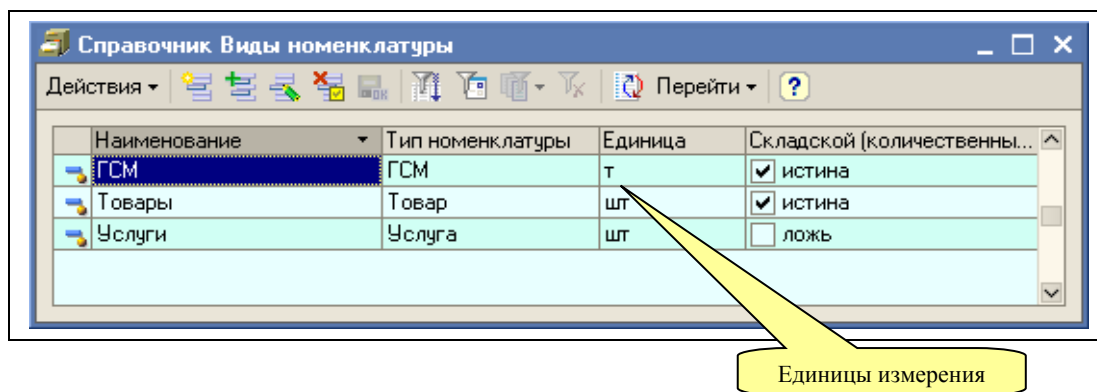 Справочник Виды номенклатуры
Действия Перейти ?
Наименование Тип номенклатуры Единица Складской (количественны...
ГСМ ГСМ т истина
Товары Товар шт истина
Услуги Услуга шт ложь
Единицы измерения